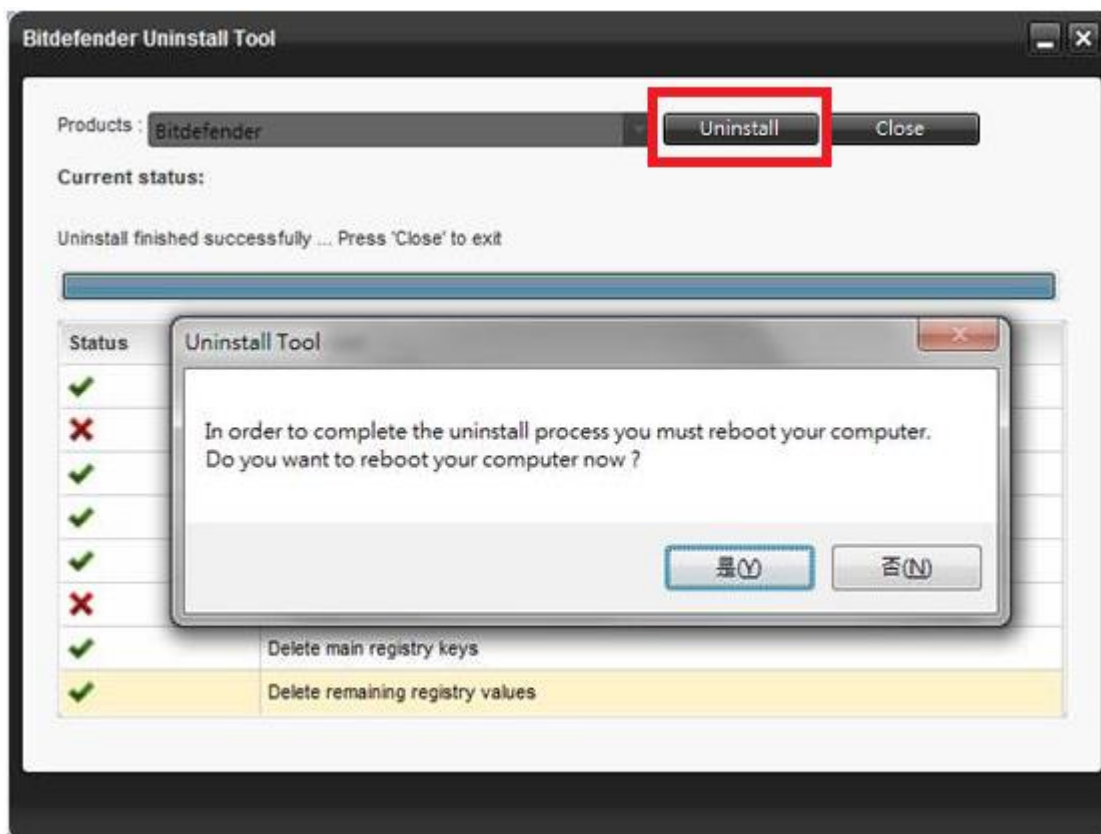 Bitdefender Uninstall Tool
Products : Bitdefender Uninstall Close
Current status:
Uninstall finished successfully ... Press 'Close' to exit
Status
Uninstall Tool
In order to complete the uninstall process you must reboot your computer.
Do you want to reboot your computer now ?
是(Y) 否(N)
Delete main registry keys
Delete remaining registry values